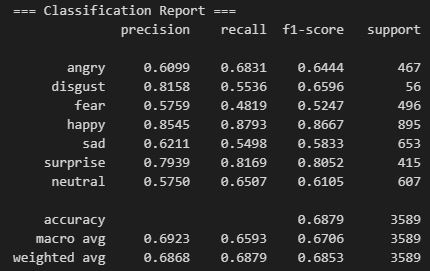 === Classification Report ===
precision recall f1-score support
angry 0.6099 0.6831 0.6444 467
disgust 0.8158 0.5536 0.6596 56
fear 0.5759 0.4819 0.5247 496
happy 0.8545 0.8793 0.8667 895
sad 0.6211 0.5498 0.5833 653
surprise 0.7939 0.8169 0.8052 415
neutral 0.5750 0.6507 0.6105 607
accuracy 0.6879 3589
macro avg 0.6923 0.6593 0.6706 3589
weighted avg 0.6868 0.6879 0.6853 3589